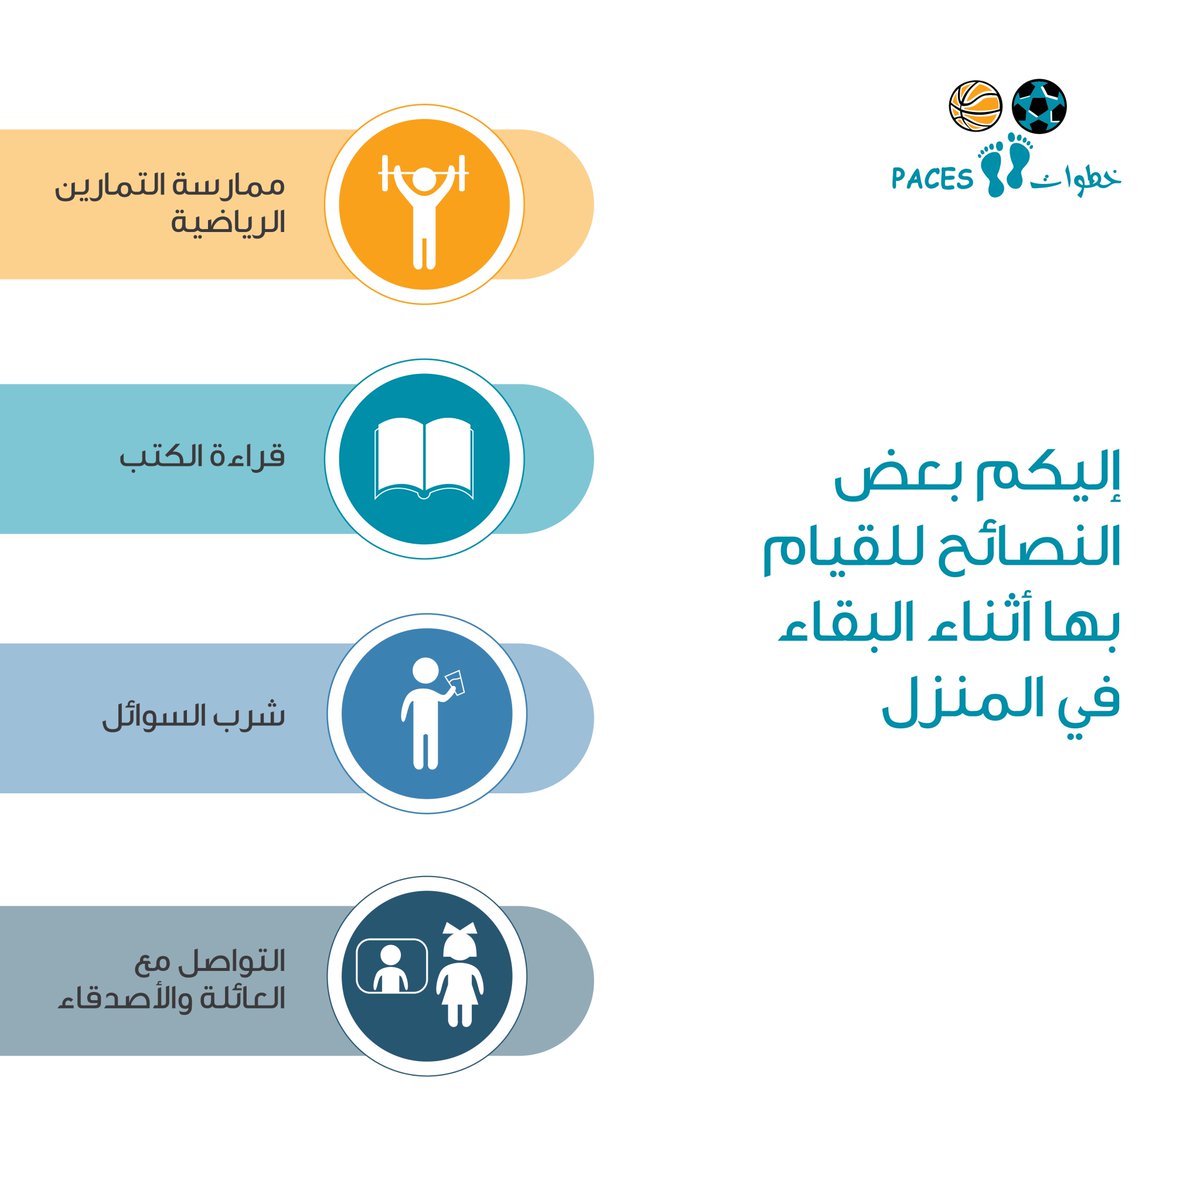 خطوات PACES
إليكم بعض
النصائح للقيام
بها أثناء البقاء
في المنزل
ممارسة التمارين
الرياضية
قراءة الكتب
شرب السوائل
التواصل مع
العائلة والأصدقاء